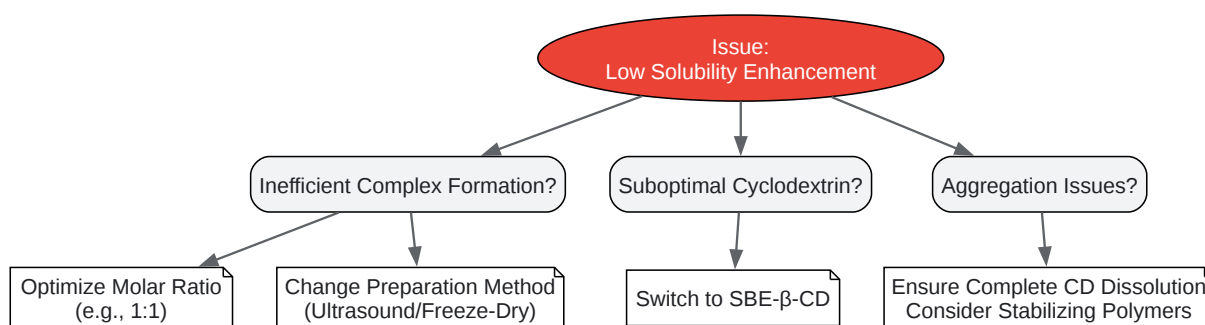 Issue:
Low Solubility Enhancement
Inefficient Complex Formation?
Suboptimal Cyclodextrin?
Aggregation Issues?
Optimize Molar Ratio
(e.g., 1:1)
Change Preparation Method
(Ultrasound/Freeze-Dry)
Switch to SBE-β-CD
Ensure Complete CD Dissolution
Consider Stabilizing Polymers